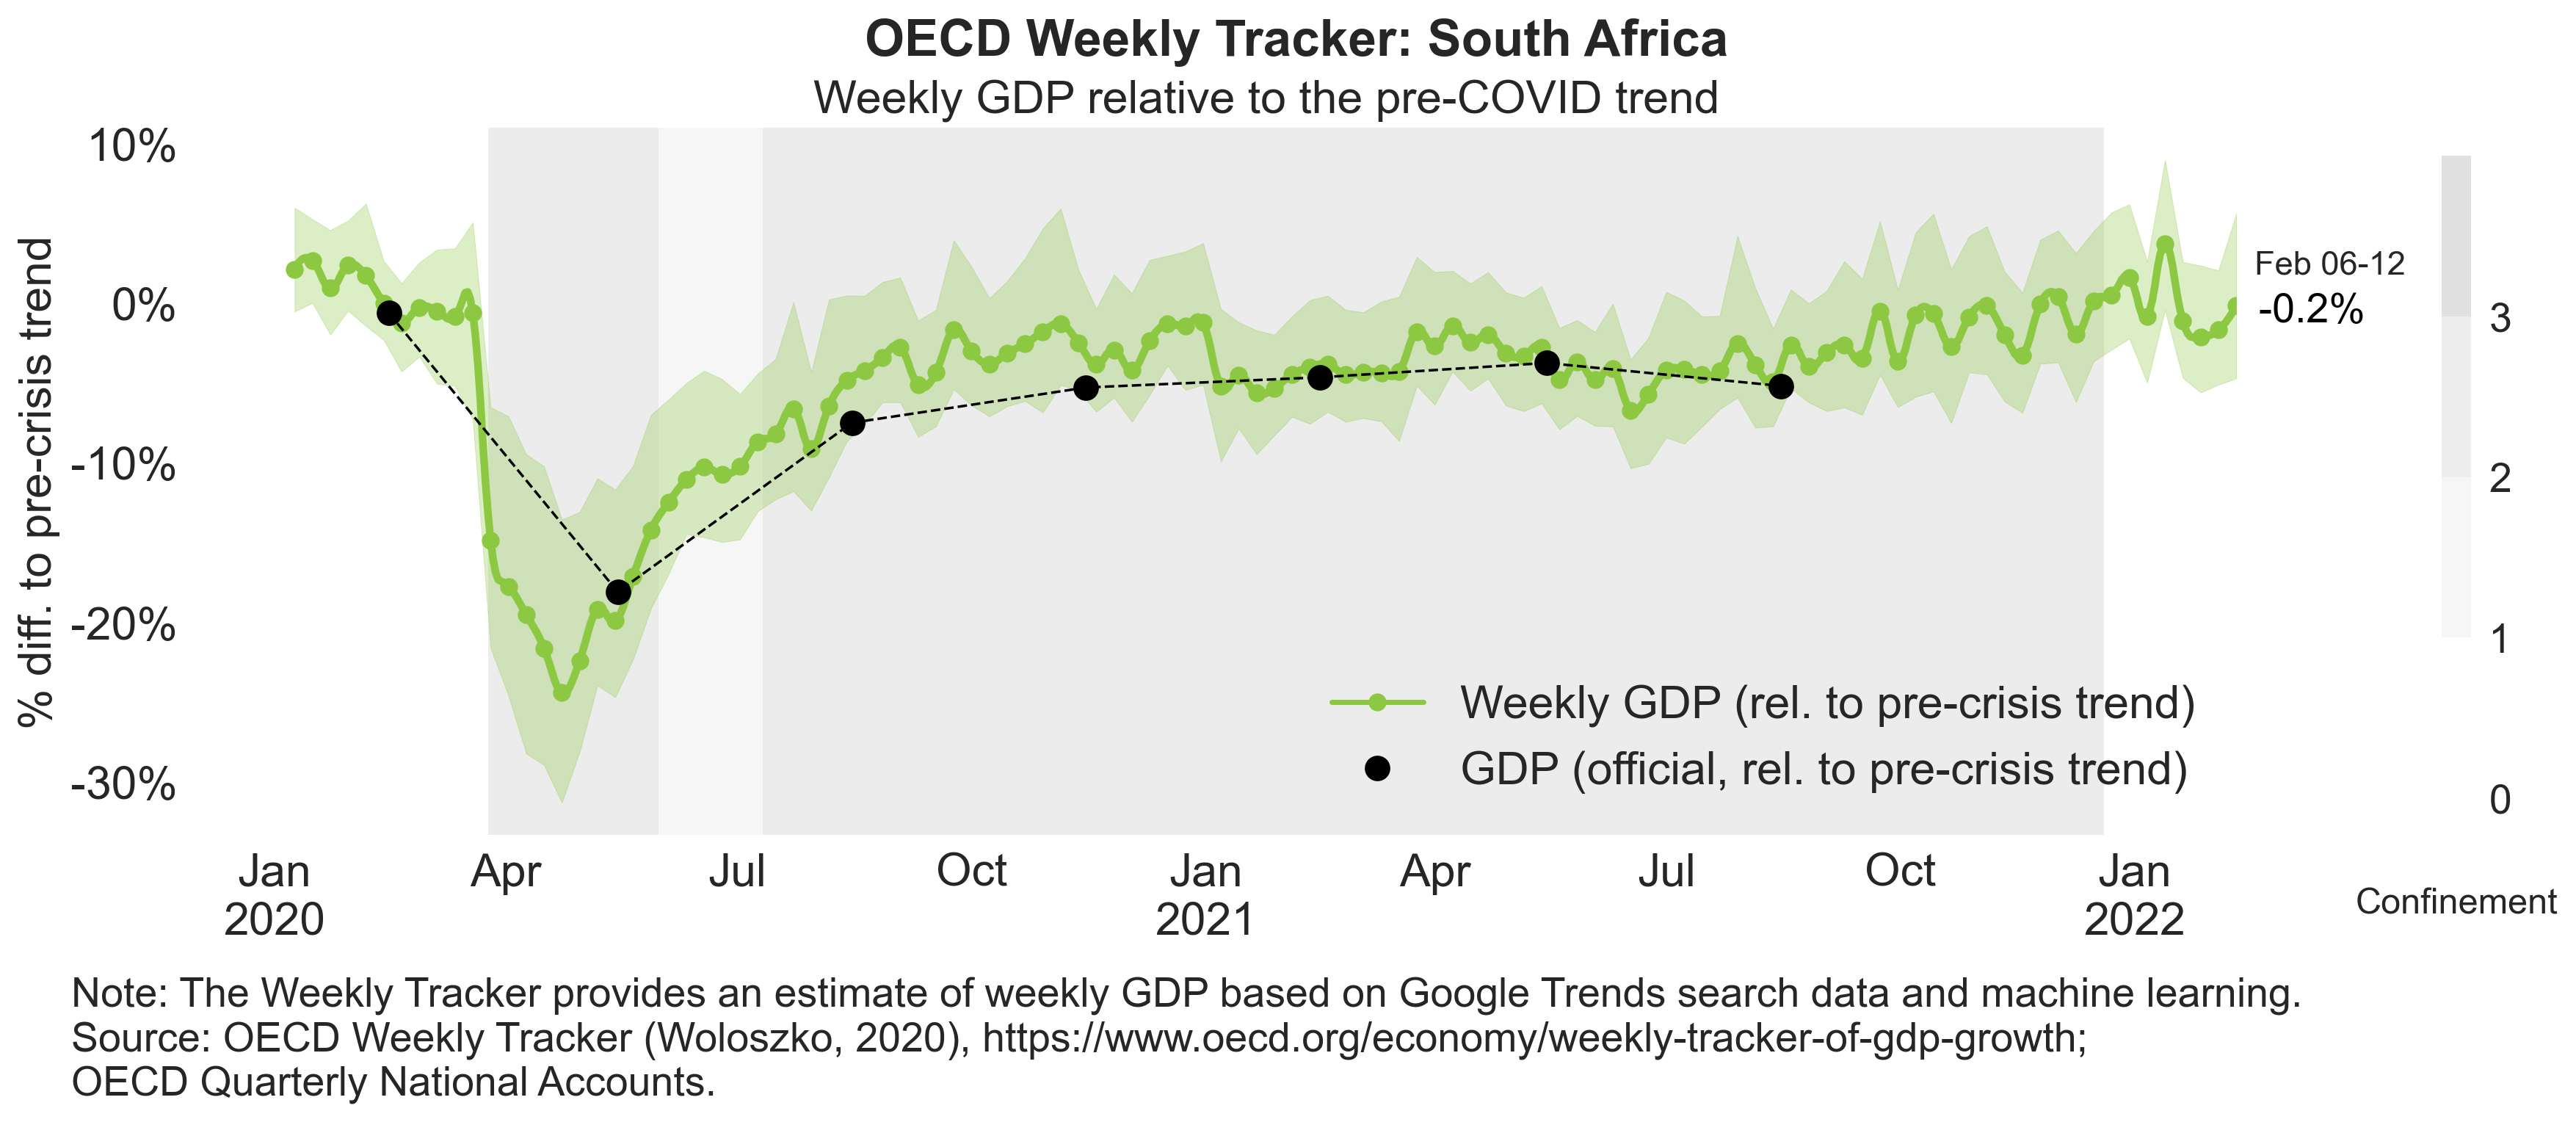 OECD Weekly Tracker: South Africa
Weekly GDP relative to the pre-COVID trend
% diff. to pre-crisis trend
10%
0%
-10%
-20%
-30%
Feb 06-12
-0.2%
Weekly GDP (rel. to pre-crisis trend)
GDP (official, rel. to pre-crisis trend)
3
2
1
0
Confinement
Jan Apr Jul Oct Jan Apr Jul Oct Jan
2020 2021 2022
Note: The Weekly Tracker provides an estimate of weekly GDP based on Google Trends search data and machine learning.
Source: OECD Weekly Tracker (Woloszko, 2020), https://www.oecd.org/economy/weekly-tracker-of-gdp-growth;
OECD Quarterly National Accounts.